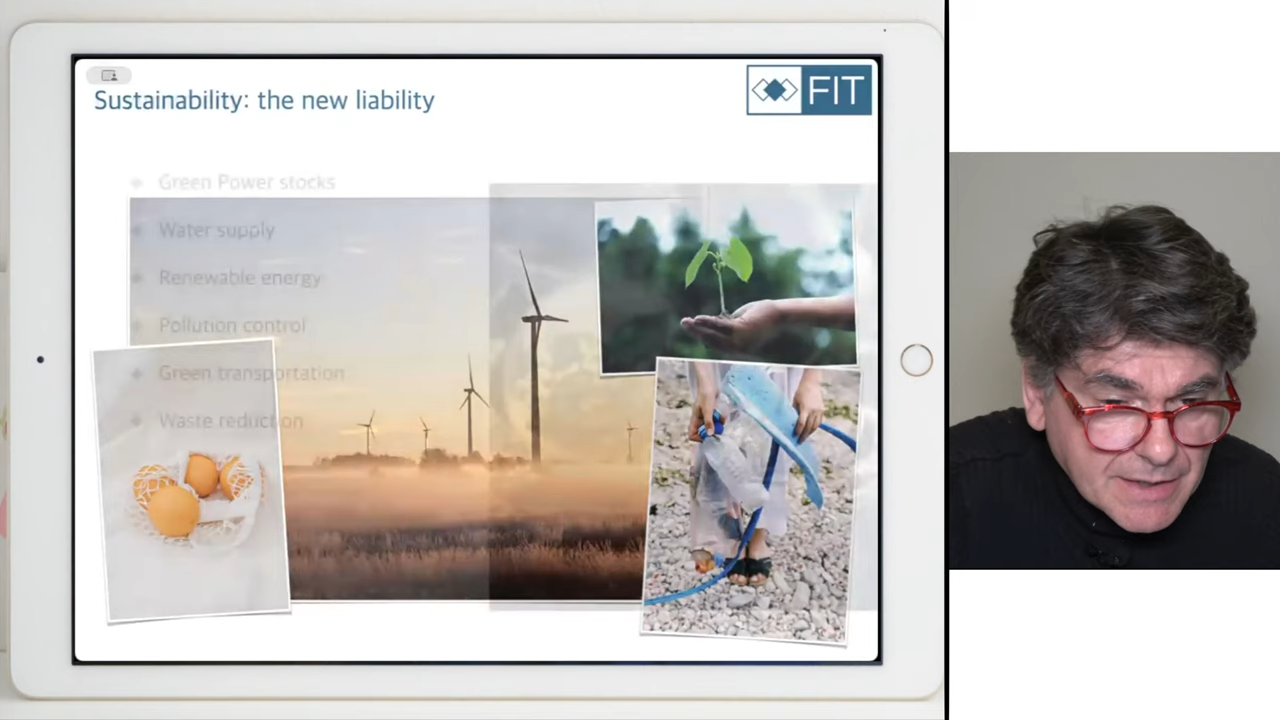 FIT
Sustainability: the new liability
Green Power stocks
Water supply
Renewable energy
Pollution control
Green transportation
Waste reduction